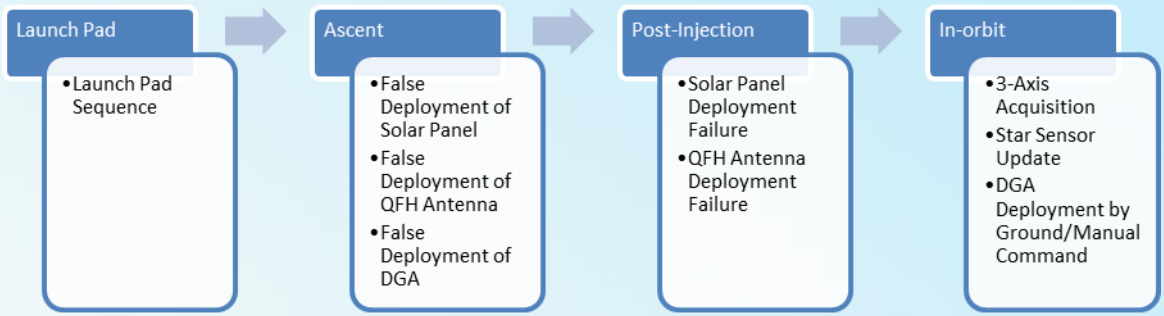 Launch Pad
•Launch Pad
Sequence
Ascent
•False
Deployment of
Solar Panel
•False
Deployment of
QFH Antenna
•False
Deployment of
DGA
Post-Injection
•Solar Panel
Deployment
Failure
•QFH Antenna
Deployment
Failure
In-orbit
•3-Axis
Acquisition
•Star Sensor
Update
•DGA
Deployment by
Ground/Manual
Command